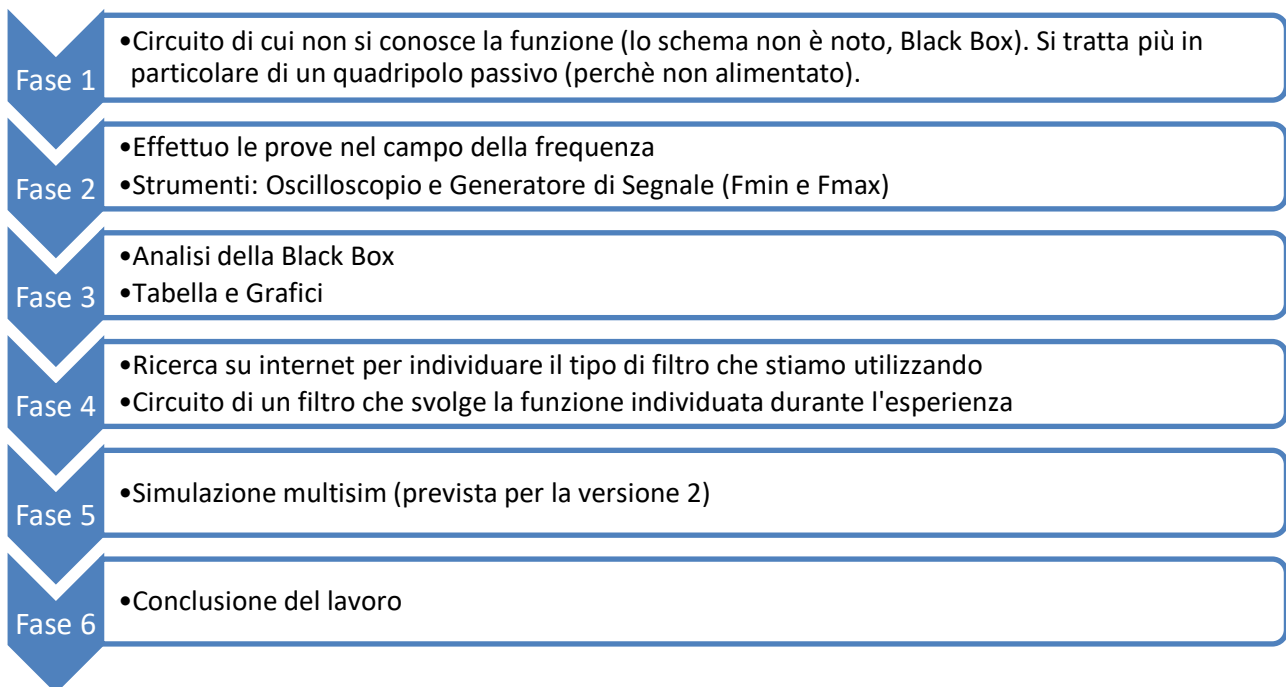 Fase 1
•Circuito di cui non si conosce la funzione (lo schema non è noto, Black Box). Si tratta più in
particolare di un quadripolo passivo (perchè non alimentato).
Fase 2
•Effettuo le prove nel campo della frequenza
•Strumenti: Oscilloscopio e Generatore di Segnale (Fmin e Fmax)
Fase 3
•Analisi della Black Box
•Tabella e Grafici
Fase 4
•Ricerca su internet per individuare il tipo di filtro che stiamo utilizzando
•Circuito di un filtro che svolge la funzione individuata durante l'esperienza
Fase 5
•Simulazione multisim (prevista per la versione 2)
Fase 6
•Conclusione del lavoro